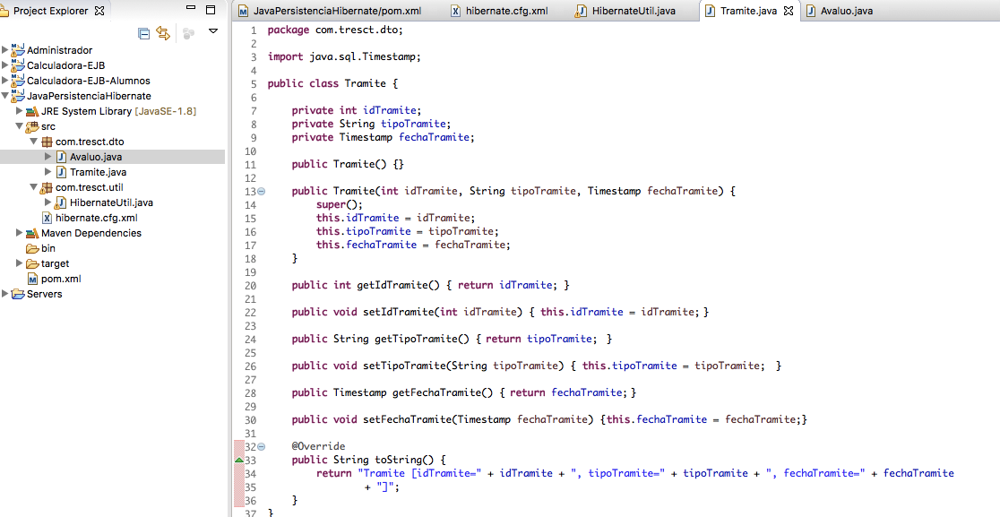 Project Explorer
JavaPersistenciaHibernate/pom.xml
hibernate.cfg.xml
HibernateUtil.java
Tramite.java
Avaluo.java
Administrador
Calculadora-EJB
Calculadora-EJB-Alumnos
JavaPersistenciaHibernate
JRE System Library [JavaSE-1.8]
src
com.tresct.dto
Avaluo.java
Tramite.java
com.tresct.util
HibernateUtil.java
hibernate.cfg.xml
Maven Dependencies
bin
target
pom.xml
Servers
1 package com.tresct.dto;
2
3 import java.sql.Timestamp;
4
5 public class Tramite {
6
7 private int idTramite;
8 private String tipoTramite;
9 private Timestamp fechaTramite;
10
11 public Tramite() {}
12
13 public Tramite(int idTramite, String tipoTramite, Timestamp fechaTramite) {
14 super();
15 this.idTramite = idTramite;
16 this.tipoTramite = tipoTramite;
17 this.fechaTramite = fechaTramite;
18 }
19
20 public int getIdTramite() { return idTramite; }
21
22 public void setIdTramite(int idTramite) { this.idTramite = idTramite; }
23
24 public String getTipoTramite() { return tipoTramite; }
25
26 public void setTipoTramite(String tipoTramite) { this.tipoTramite = tipoTramite; }
27
28 public Timestamp getFechaTramite() { return fechaTramite; }
29
30 public void setFechaTramite(Timestamp fechaTramite) {this.fechaTramite = fechaTramite;}
31
32 @Override
33 public String toString() {
34 return "Tramite [idTramite=" + idTramite + ", tipoTramite=" + tipoTramite + ", fechaTramite=" + fechaTramite
35 + "]";
36 }
37 }